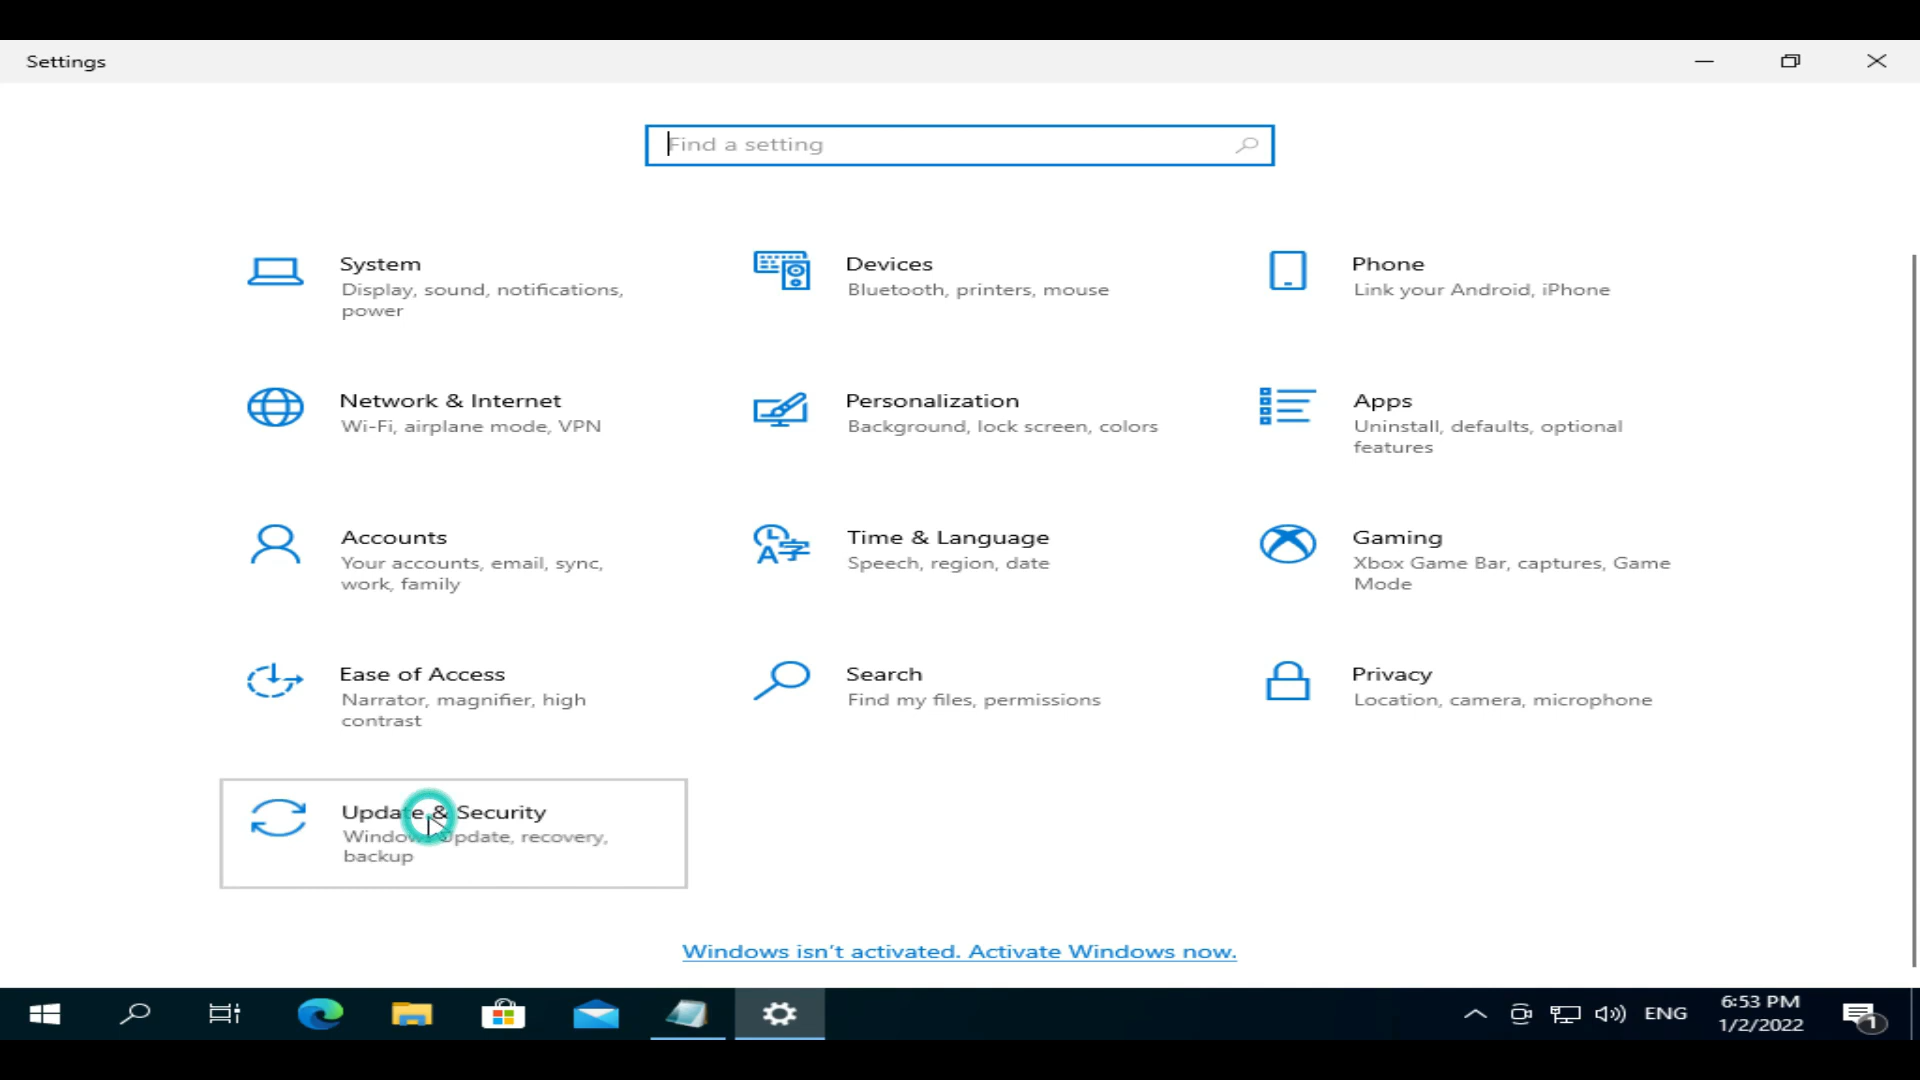 Settings
Find a setting
System
Display, sound, notifications,
power
Devices
Bluetooth, printers, mouse
Phone
Link your Android, iPhone
Network & Internet
Wi-Fi, airplane mode, VPN
Personalization
Background, lock screen, colors
Apps
Uninstall, defaults, optional
features
Accounts
Your accounts, email, sync,
work, family
Time & Language
Speech, region, date
Gaming
Xbox Game Bar, captures, Game
Mode
Ease of Access
Narrator, magnifier, high
contrast
Search
Find my files, permissions
Privacy
Location, camera, microphone
Update & Security
Windows Update, recovery,
backup
Windows isn't activated. Activate Windows now.
ENG
6:53 PM
1/2/2022
1